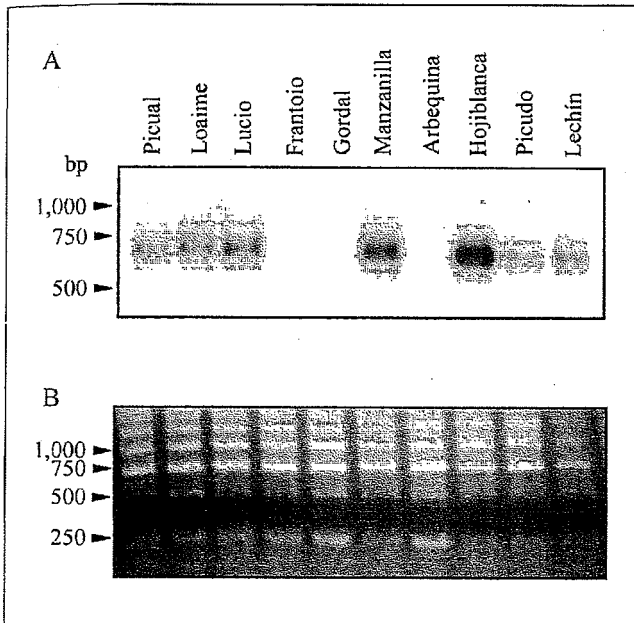 A
Picual
Loaime
Lucio
Frantoio
Gordal
Manzanilla
Arbequina
Hojiblanca
Picudo
Lechín
bp
1,000
750
500
B
1,000
750
500
250